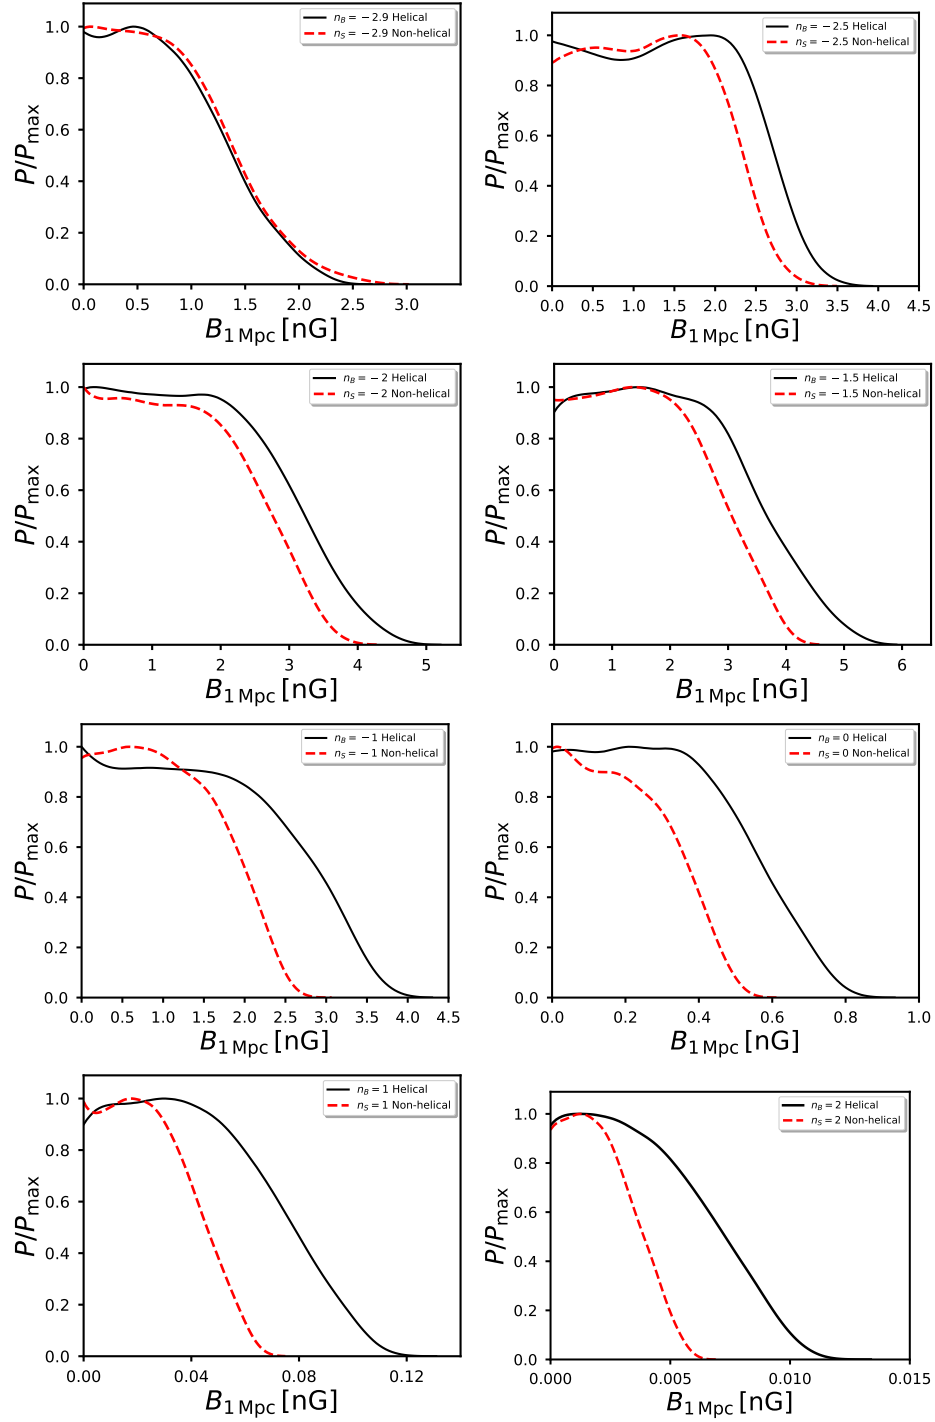 n_B = −2.9 Helical
n_S = −2.9 Non-helical
P/P_max
1.0
0.8
0.6
0.4
0.2
0.0
0.0 0.5 1.0 1.5 2.0 2.5 3.0
B_1 Mpc [nG]
n_B = −2.5 Helical
n_S = −2.5 Non-helical
P/P_max
1.0
0.8
0.6
0.4
0.2
0.0
0.0 0.5 1.0 1.5 2.0 2.5 3.0 3.5 4.0 4.5
B_1 Mpc [nG]
n_B = −2 Helical
n_S = −2 Non-helical
P/P_max
1.0
0.8
0.6
0.4
0.2
0.0
0 1 2 3 4 5
B_1 Mpc [nG]
n_B = −1.5 Helical
n_S = −1.5 Non-helical
P/P_max
1.0
0.8
0.6
0.4
0.2
0.0
0 1 2 3 4 5 6
B_1 Mpc [nG]
n_B = −1 Helical
n_S = −1 Non-helical
P/P_max
1.0
0.8
0.6
0.4
0.2
0.0
0.0 0.5 1.0 1.5 2.0 2.5 3.0 3.5 4.0 4.5
B_1 Mpc [nG]
n_B = 0 Helical
n_S = 0 Non-helical
P/P_max
1.0
0.8
0.6
0.4
0.2
0.0
0.0 0.2 0.4 0.6 0.8 1.0
B_1 Mpc [nG]
n_B = 1 Helical
n_S = 1 Non-helical
P/P_max
1.0
0.8
0.6
0.4
0.2
0.0
0.00 0.04 0.08 0.12
B_1 Mpc [nG]
n_B = 2 Helical
n_S = 2 Non-helical
P/P_max
1.0
0.8
0.6
0.4
0.2
0.0
0.000 0.005 0.010 0.015
B_1 Mpc [nG]